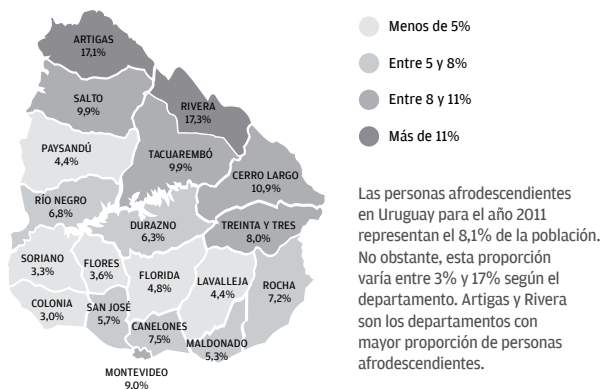 ARTIGAS
17,1%
SALTO
9,9%
RIVERA
17,3%
PAYSANDÚ
4,4%
TACUAREMBÓ
9,9%
CERRO LARGO
10,9%
RÍO NEGRO
6,8%
DURAZNO
6,3%
TREINTA Y TRES
8,0%
SORIANO
3,3%
FLORES
3,6%
FLORIDA
4,8%
LAVALLEJA
4,4%
ROCHA
7,2%
COLONIA
3,0%
SAN JOSÉ
5,7%
CANELONES
7,5%
MALDONADO
5,3%
MONTEVIDEO
9,0%
Menos de 5%
Entre 5 y 8%
Entre 8 y 11%
Más de 11%
Las personas afrodescendientes
en Uruguay para el año 2011
representan el 8,1% de la población.
No obstante, esta proporción
varía entre 3% y 17% según el
departamento. Artigas y Rivera
son los departamentos con
mayor proporción de personas
afrodescendientes.